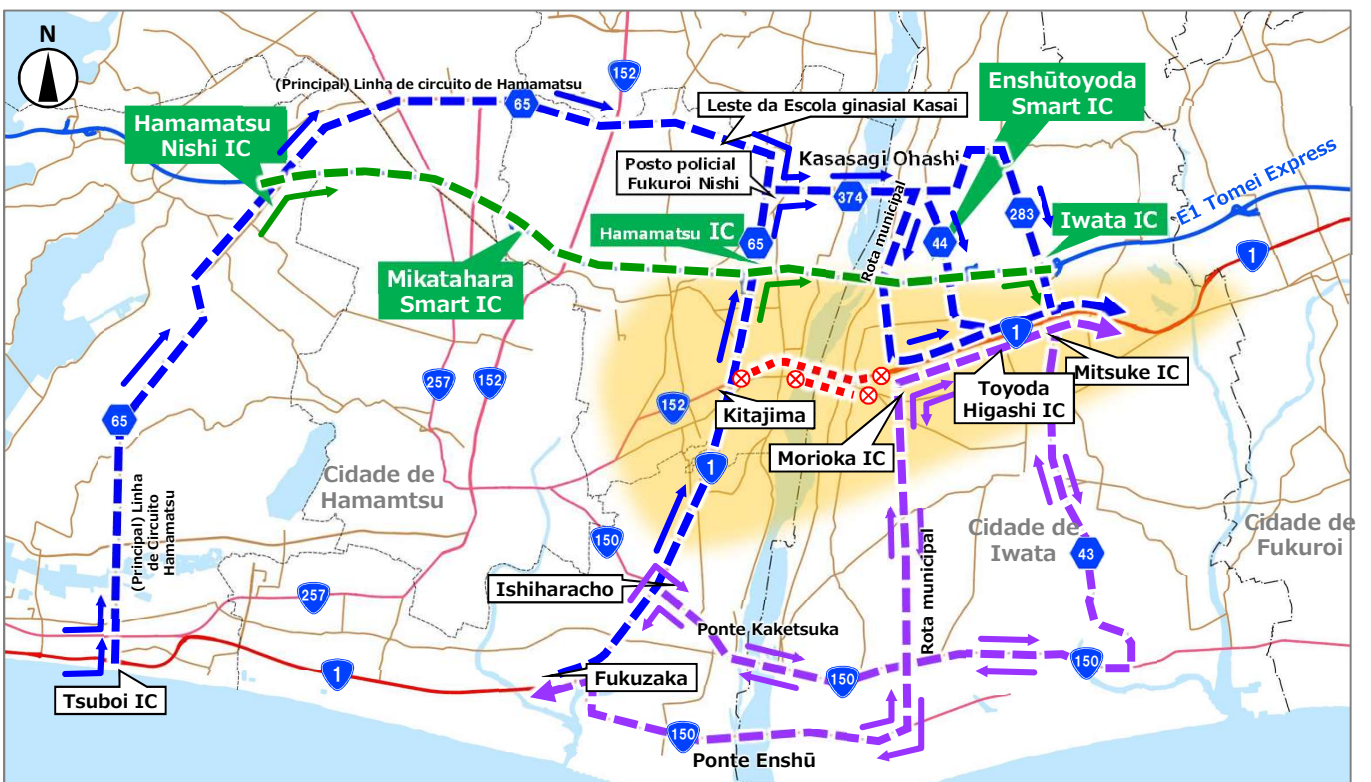 N
(Principal) Linha de circuito de Hamamatsu
65
152
Leste da Escola ginasial Kasai
Enshūtoyoda
Smart IC
Hamamatsu
Nishi IC
Posto policial
Fukuroi Nishi
Kasasagi Ohashi
374
Rota municipal
44
283
E1 Tomei Express
1
Hamamatsu IC
65
Iwata IC
Mikatahara
Smart IC
1
Mitsuke IC
Toyoda
Higashi IC
257
152
152
Kitajima
Morioka IC
65
1
Cidade de
Hamamtsu
(Principal) Linha
de Circuito
Hamamatsu
150
Cidade de
Iwata
43
Cidade de
Fukuroi
Ishiharacho
257
Rota municipal
Ponte Kaketsuka
150
150
Fukuzaka
1
Tsuboi IC
150
Ponte Enshū